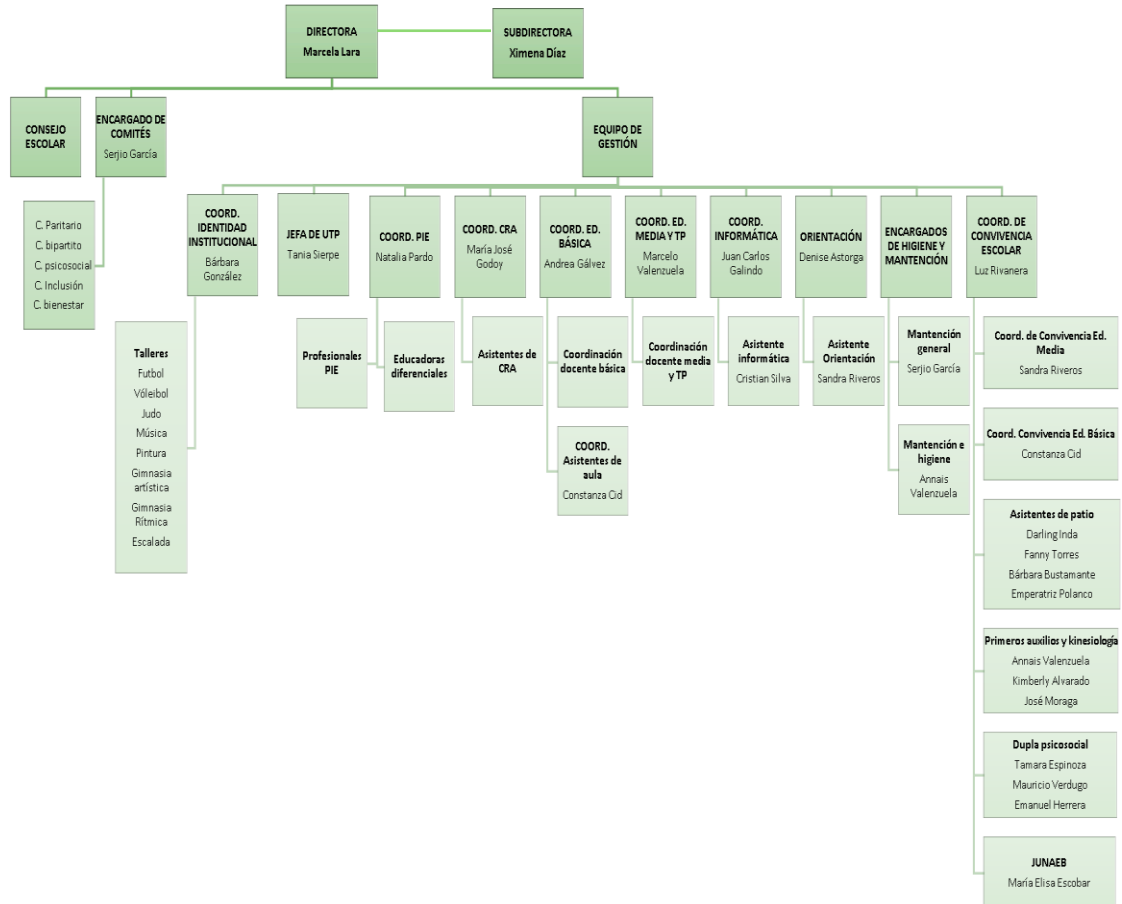 DIRECTORA
Marcela Lara
SUBDIRECTORA
Ximena Díaz
CONSEJO
ESCOLAR
ENCARGADO DE
COMITÉS
Serjio García
EQUIPO DE
GESTIÓN
C. Paritario
C. bipartito
C. psicosocial
C. Inclusión
C. bienestar
COORD.
IDENTIDAD
INSTITUCIONAL
Bárbara
González
JEFA DE UTP
Tania Sierpe
COORD. PIE
Natalia Pardo
COORD. CRA
María José
Godoy
COORD. ED.
BÁSICA
Andrea Gálvez
COORD. ED.
MEDIA Y TP
Marcelo
Valenzuela
COORD.
INFORMÁTICA
Juan Carlos
Galindo
ORIENTACIÓN
Denise Astorga
ENCARGADOS
DE HIGIENE Y
MANTENCIÓN
COORD. DE
CONVIVENCIA
ESCOLAR
Luz Rivanera
Talleres
Futbol
Vóleibol
Judo
Música
Pintura
Gimnasia
artística
Gimnasia
Rítmica
Escalada
Profesionales
PIE
Educadoras
diferenciales
Asistentes de
CRA
Coordinación
docente básica
COORD.
Asistentes de
aula
Constanza Cid
Coordinación
docente media
y TP
Asistente
informática
Cristian Silva
Asistente
Orientación
Sandra Riveros
Mantención
general
Serjio García
Mantención e
higiene
Annais
Valenzuela
Coord. de Convivencia Ed.
Media
Sandra Riveros
Coord. Convivencia Ed. Básica
Constanza Cid
Asistentes de patio
Darling Inda
Fanny Torres
Bárbara Bustamante
Emperatriz Polanco
Primeros auxilios y kinesiología
Annais Valenzuela
Kimberly Alvarado
José Moraga
Dupla psicosocial
Tamara Espinoza
Mauricio Verdugo
Emanuel Herrera
JUNAEB
María Elisa Escobar